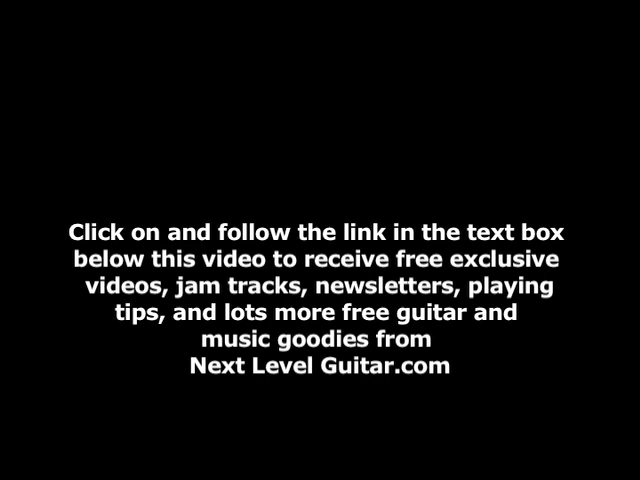 Click on and follow the link in the text box
below this video to receive free exclusive
videos, jam tracks, newsletters, playing
tips, and lots more free guitar and
music goodies from
Next Level Guitar.com